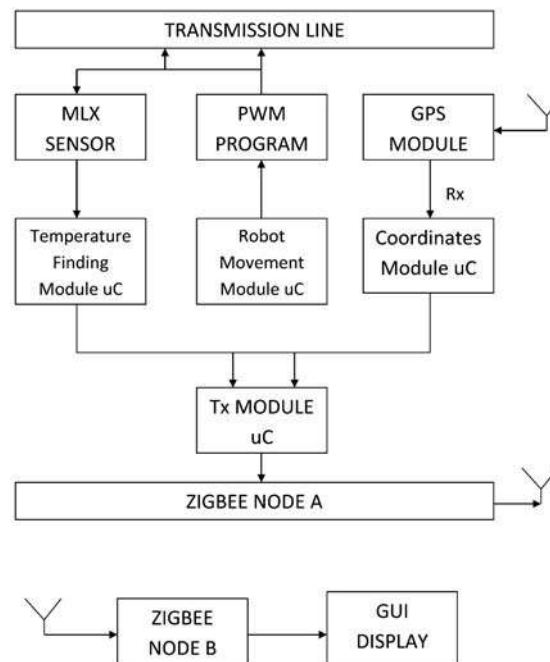 TRANSMISSION LINE
MLX
SENSOR
PWM
PROGRAM
GPS
MODULE
Rx
Temperature
Finding
Module uC
Robot
Movement
Module uC
Coordinates
Module uC
Tx MODULE
uC
ZIGBEE NODE A
ZIGBEE
NODE B
GUI
DISPLAY